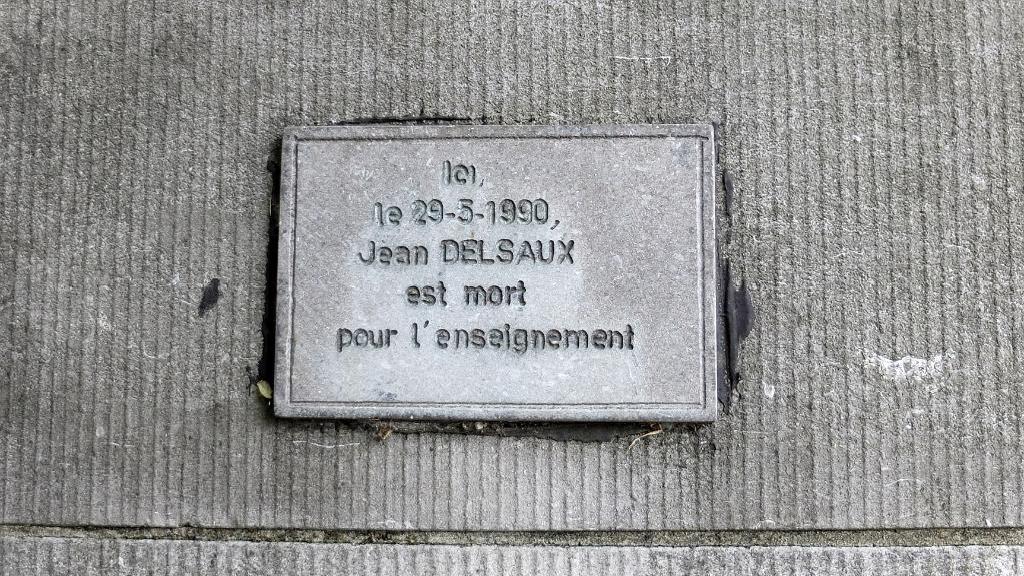 Ici,
le 29-5-1990,
Jean DELSAUX
est mort
pour l'enseignement